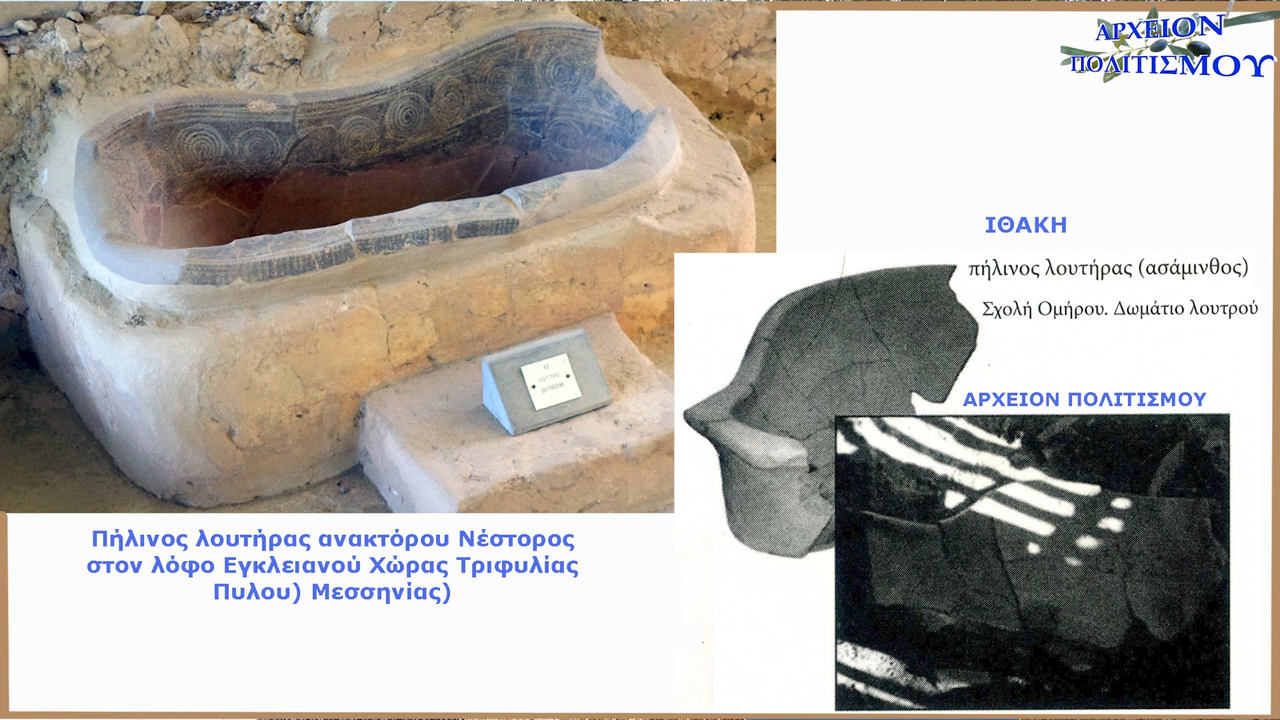 ΑΡΧΕΙΟΝ
ΠΟΛΙΤΙΣΜΟΥ
ΙΘΑΚΗ
πήλινος λουτήρας (ασάμινθος)
Σχολή Ομήρου. Δωμάτιο λουτρού
ΑΡΧΕΙΟΝ ΠΟΛΙΤΙΣΜΟΥ
Πήλινος λουτήρας ανακτόρου Νέστορος
στον λόφο Εγκλειανού Χώρας Τριφυλίας
Πυλου) Μεσσηνίας)